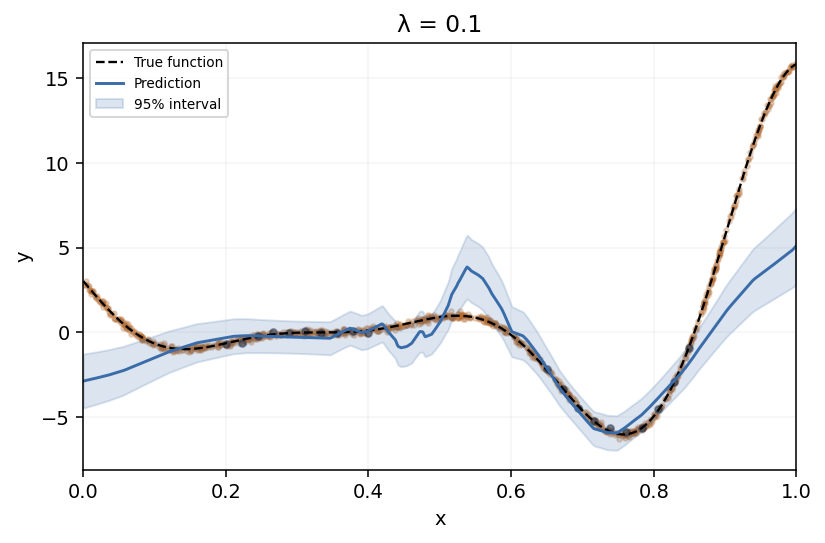 λ = 0.1
True function
Prediction
95% interval
y
15
10
5
0
−5
0.0 0.2 0.4 0.6 0.8 1.0
x